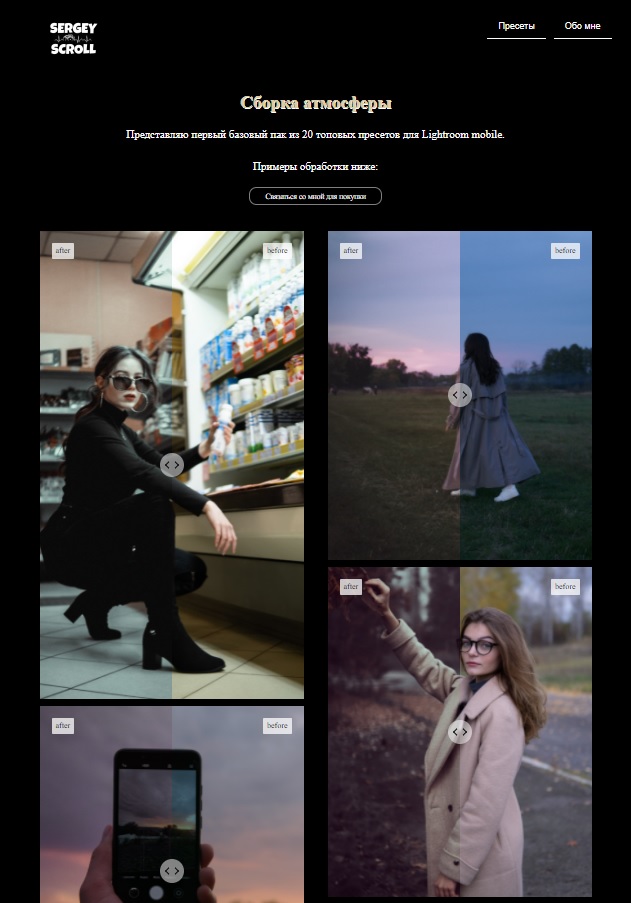 SERGEY
SCROLL
Пресеты
Обо мне
Сборка атмосферы
Представляю первый базовый пак из 20 топовых пресетов для Lightroom mobile.
Примеры обработки ниже:
Связаться со мной для покупки
after
before
after
before
after
before
after
before